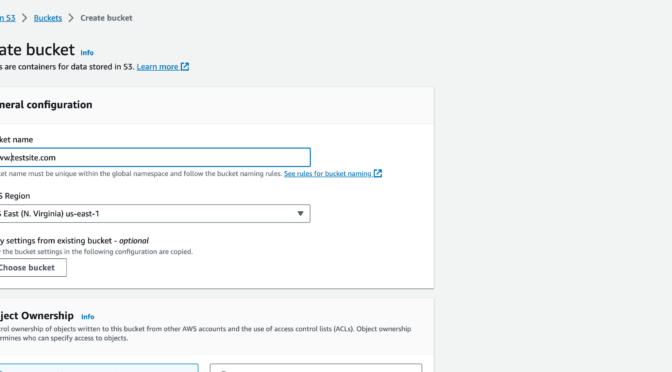 n S3 > Buckets > Create bucket
ate bucket Info
s are containers for data stored in S3. Learn more
neral configuration
ket name
ww.testsite.com
et name must be unique within the global namespace and follow the bucket naming rules. See rules for bucket naming
S Region
East (N. Virginia) us-east-1
y settings from existing bucket - optional
the bucket settings in the following configuration are copied.
Choose bucket
ject Ownership Info
trol ownership of objects written to this bucket from other AWS accounts and the use of access control lists (ACLs). Object ownership
ermines who can specify access to objects.